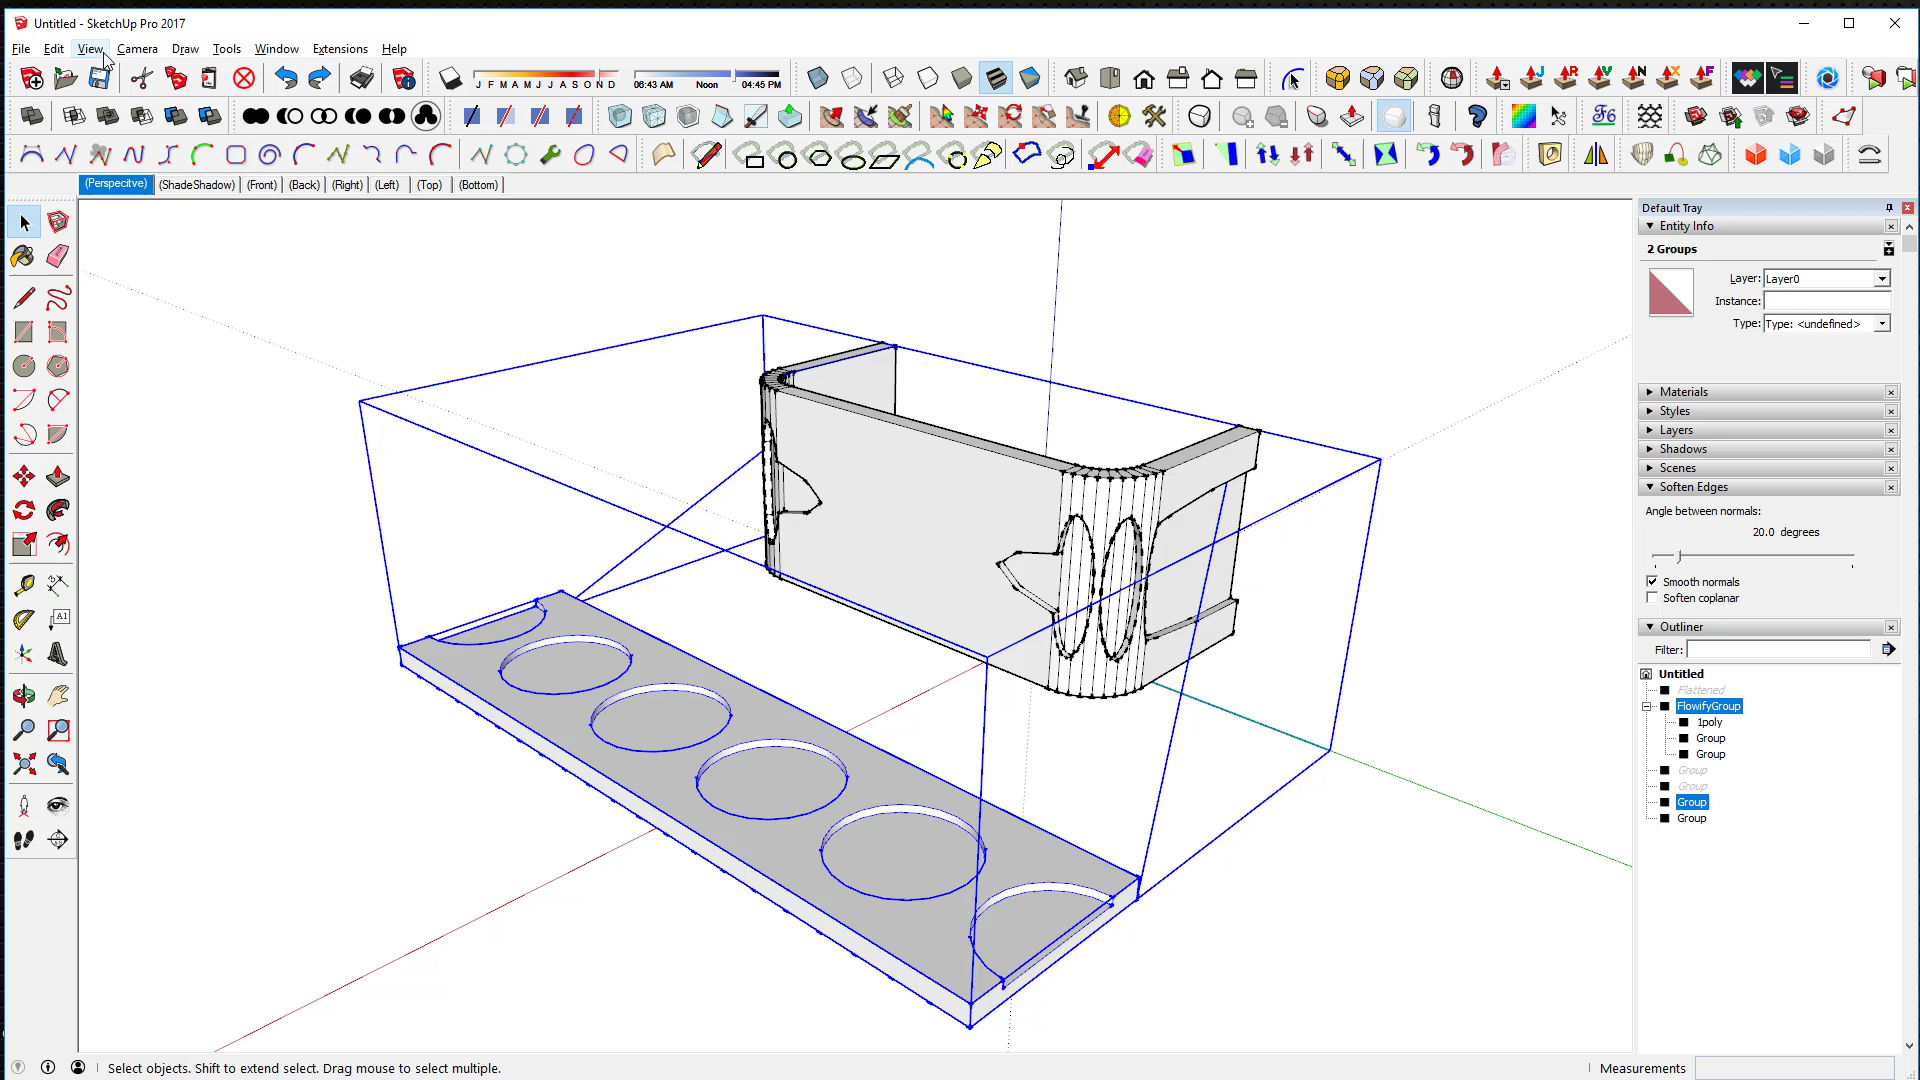 Untitled - SketchUp Pro 2017
File Edit View Camera Draw Tools Window Extensions Help
J F M A M J J A S O N D
06:43 AM Noon 04:45 PM
J R V N X F
F6
(Perspecitve) (ShadeShadow) (Front) (Back) (Right) (Left) (Top) (Bottom)
A1
Default Tray
Entity Info
2 Groups
Layer: Layer0
Instance:
Type: Type: <undefined>
Materials
Styles
Layers
Shadows
Scenes
Soften Edges
Angle between normals:
20.0 degrees
Smooth normals
Soften coplanar
Outliner
Filter:
Untitled
Flattened
FlowifyGroup
1poly
Group
Group
Group
Group
Group
Group
Select objects. Shift to extend select. Drag mouse to select multiple.
Measurements